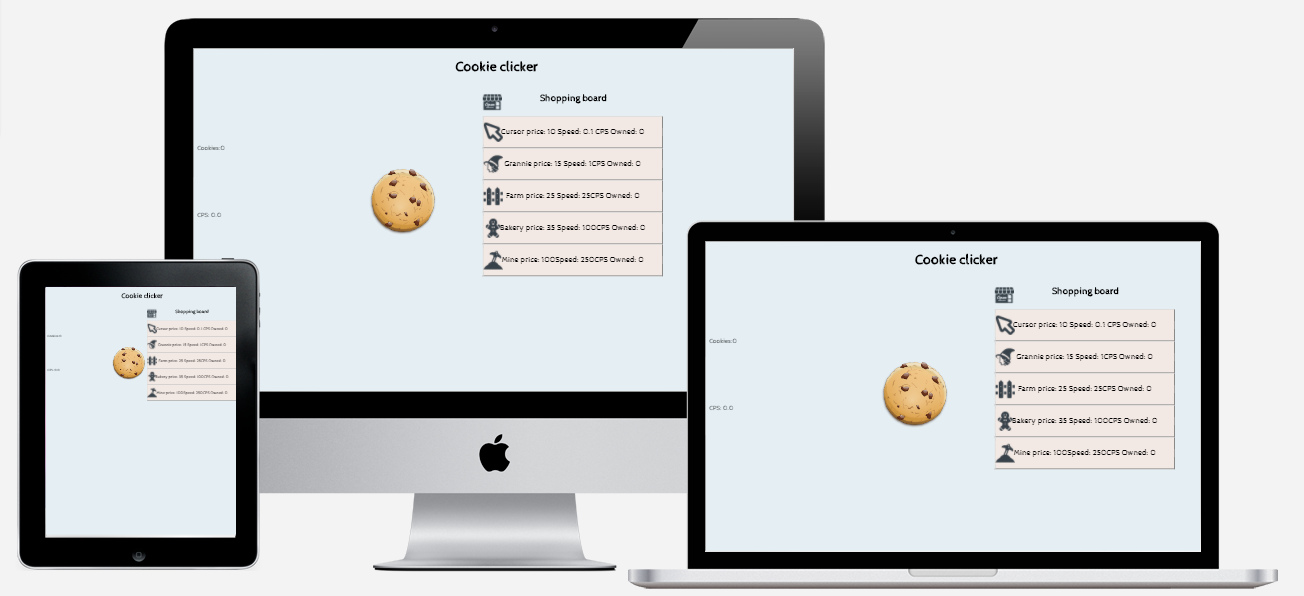 Cookie clicker
Shopping board
Cursor price: 10 Speed: 0.1 CPS Owned: 0
Cookies:0
Grannie price: 15 Speed: 1CPS Owned: 0
Farm price: 25 Speed: 25CPS Owned: 0
CPS: 0.0
Bakery price: 35 Speed: 100CPS Owned: 0
Mine price: 100Speed: 250CPS Owned: 0
Cookie clicker
Shopping board
Cursor price: 10 Speed: 0.1 CPS Owned: 0
Grannie price: 15 Speed: 1CPS Owned: 0
Farm price: 25 Speed: 25CPS Owned: 0
Bakery price: 35 Speed: 100CPS Owned: 0
Mine price: 100Speed: 250CPS Owned: 0
Cookie clicker
Shopping board
Cursor price: 10 Speed: 0.1 CPS Owned: 0
Cookies:0
Grannie price: 15 Speed: 1CPS Owned: 0
Farm price: 25 Speed: 25CPS Owned: 0
CPS: 0.0
Bakery price: 35 Speed: 100CPS Owned: 0
Mine price: 100Speed: 250CPS Owned: 0